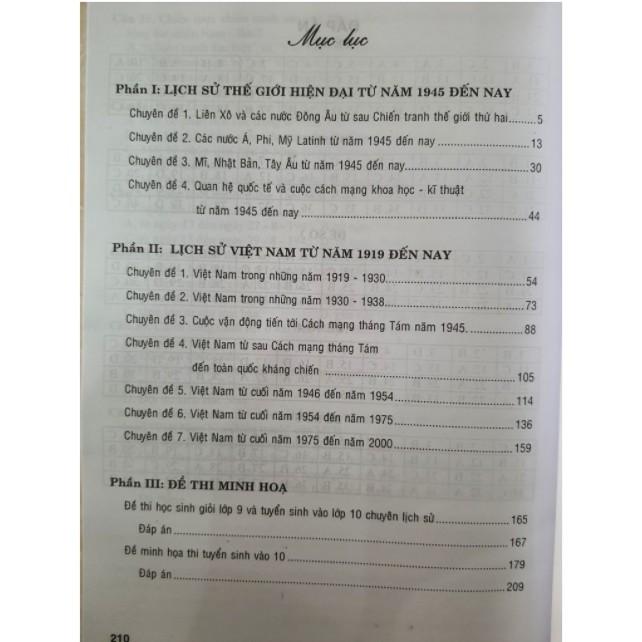 Mục lục
Phần I: LỊCH SỬ THẾ GIỚI HIỆN ĐẠI TỪ NĂM 1945 ĐẾN NAY
Chuyên đề 1. Liên Xô và các nước Đông Âu từ sau Chiến tranh thế giới thứ hai.........5
Chuyên đề 2. Các nước Á, Phi, Mỹ Latinh từ năm 1945 đến nay ....................13
Chuyên đề 3. Mĩ, Nhật Bản, Tây Âu từ năm 1945 đến nay............................30
Chuyên đề 4. Quan hệ quốc tế và cuộc cách mạng khoa học - kĩ thuật
từ năm 1945 đến nay ..................................................44
Phần II: LỊCH SỬ VIỆT NAM TỪ NĂM 1919 ĐẾN NAY
Chuyên đề 1. Việt Nam trong những năm 1919 - 1930................................54
Chuyên đề 2. Việt Nam trong những năm 1930 - 1938................................73
Chuyên đề 3. Cuộc vận động tiến tới Cách mạng tháng Tám năm 1945.............88
Chuyên đề 4. Việt Nam từ sau Cách mạng tháng Tám
đến toàn quốc kháng chiến ............................................105
Chuyên đề 5. Việt Nam từ cuối năm 1946 đến năm 1954............................114
Chuyên đề 6. Việt Nam từ cuối năm 1954 đến năm 1975............................136
Chuyên đề 7. Việt Nam từ cuối năm 1975 đến năm 2000............................159
Phần III: ĐỀ THI MINH HOẠ
Đề thi học sinh giỏi lớp 9 và tuyển sinh vào lớp 10 chuyên lịch sử..................165
Đáp án......................................................................167
Đề minh họa thi tuyển sinh vào 10..................................................179
Đáp án......................................................................209
210